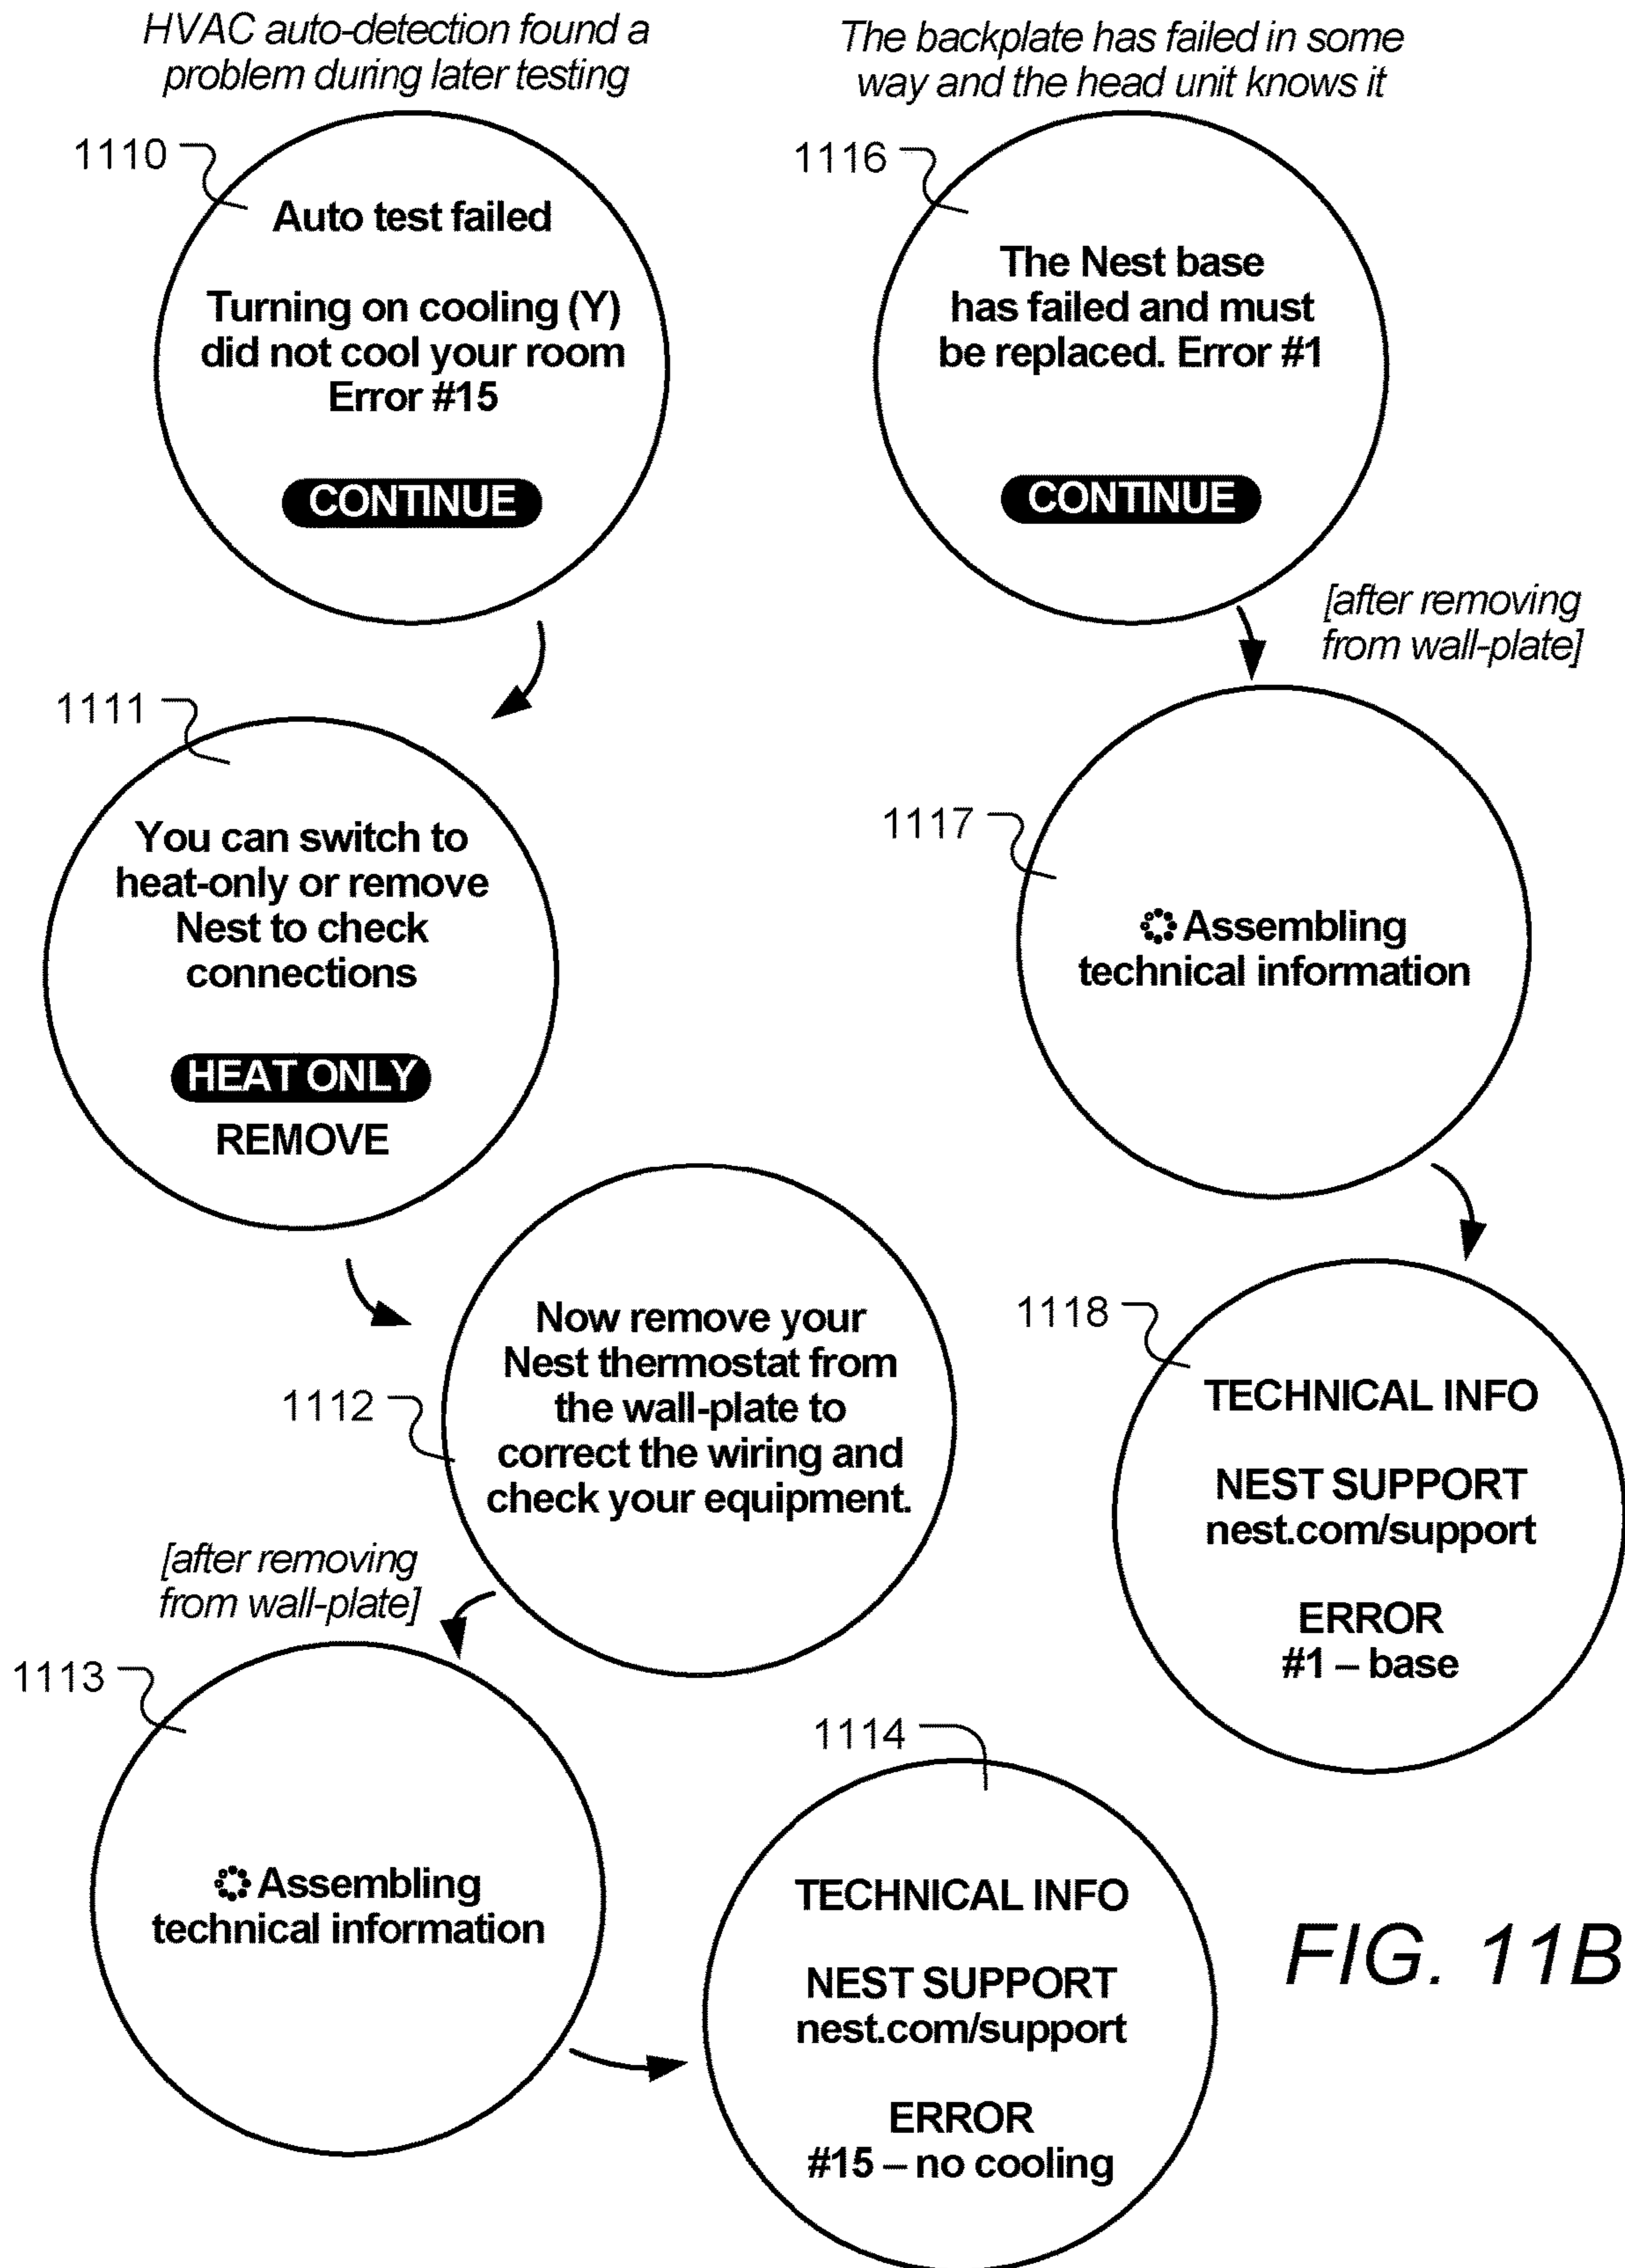 HVAC auto-detection found a
problem during later testing
1110
Auto test failed
Turning on cooling (Y)
did not cool your room
Error #15
CONTINUE
1111
You can switch to
heat-only or remove
Nest to check
connections
HEAT ONLY
REMOVE
1112
Now remove your
Nest thermostat from
the wall-plate to
correct the wiring and
check your equipment.
[after removing
from wall-plate]
1113
Assembling
technical information
1114
TECHNICAL INFO
NEST SUPPORT
nest.com/support
ERROR
#15 – no cooling
The backplate has failed in some
way and the head unit knows it
1116
The Nest base
has failed and must
be replaced. Error #1
CONTINUE
[after removing
from wall-plate]
1117
Assembling
technical information
1118
TECHNICAL INFO
NEST SUPPORT
nest.com/support
ERROR
#1 – base
FIG. 11B